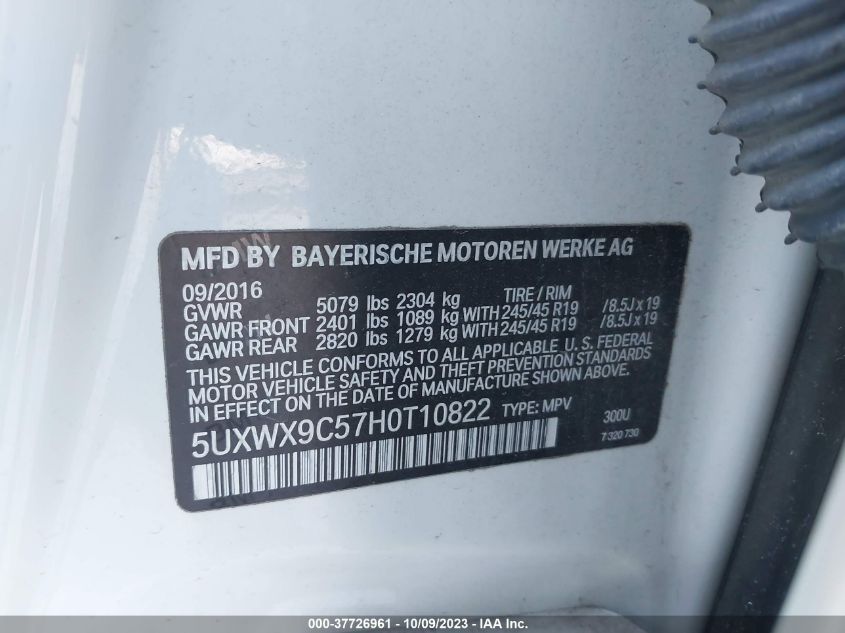 MFD BY BAYERISCHE MOTOREN WERKE AG
09/2016 TIRE / RIM
GVWR 5079 lbs 2304 kg
GAWR FRONT 2401 lbs 1089 kg WITH 245/45 R19 /8.5J x 19
GAWR REAR 2820 lbs 1279 kg WITH 245/45 R19 /8.5J x 19
THIS VEHICLE CONFORMS TO ALL APPLICABLE U. S. FEDERAL
MOTOR VEHICLE SAFETY AND THEFT PREVENTION STANDARDS
IN EFFECT ON THE DATE OF MANUFACTURE SHOWN ABOVE.
5UXWX9C57H0T10822 TYPE: MPV 300U
7 320 730
000-37726961 - 10/09/2023 - IAA Inc.